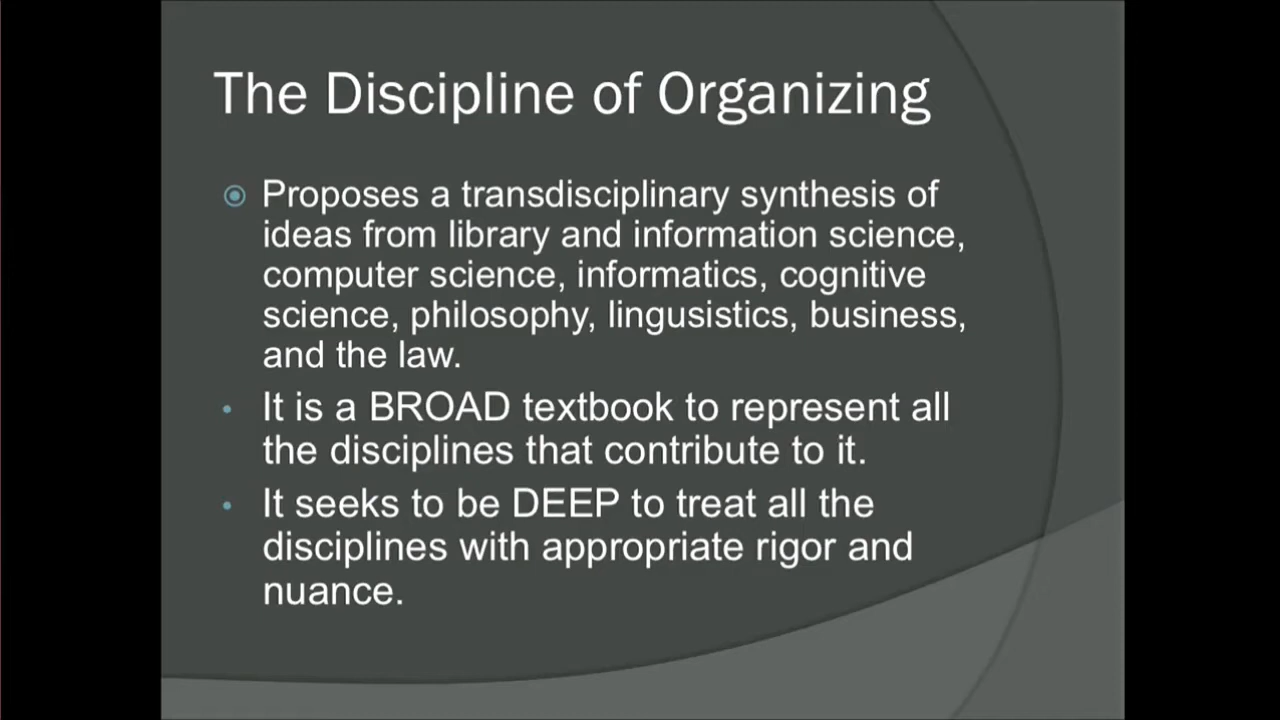 The Discipline of Organizing
Proposes a transdisciplinary synthesis of
ideas from library and information science,
computer science, informatics, cognitive
science, philosophy, lingusistics, business,
and the law.
• It is a BROAD textbook to represent all
the disciplines that contribute to it.
• It seeks to be DEEP to treat all the
disciplines with appropriate rigor and
nuance.